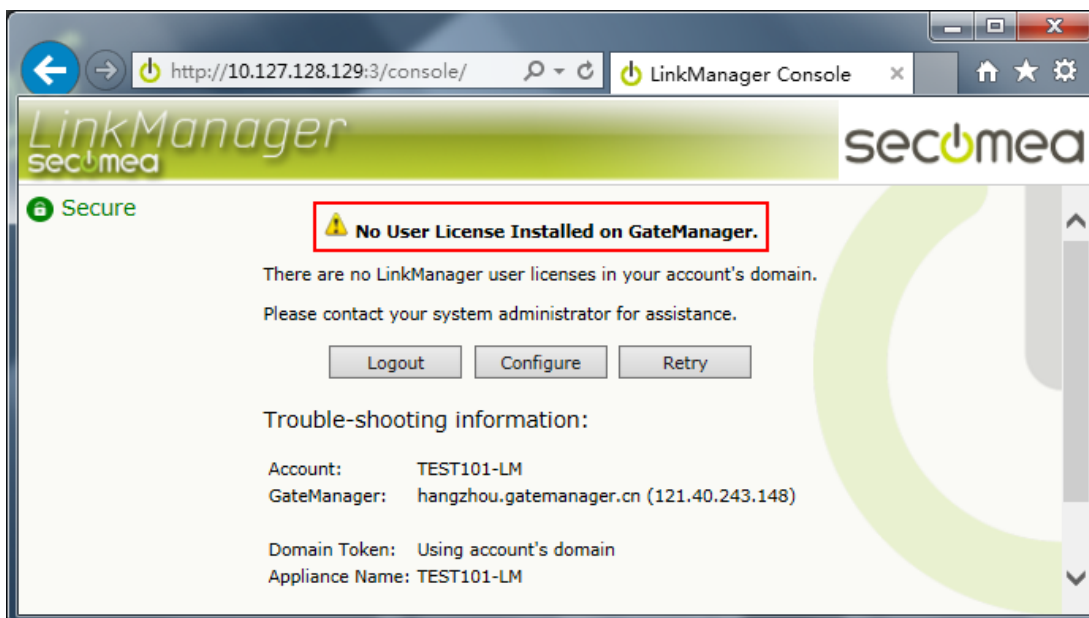 http://10.127.128.129:3/console/
LinkManager Console
LinkManager
secomea
secomea
Secure
No User License Installed on GateManager.
There are no LinkManager user licenses in your account's domain.
Please contact your system administrator for assistance.
Logout Configure Retry
Trouble-shooting information:
Account: TEST101-LM
GateManager: hangzhou.gatemanager.cn (121.40.243.148)
Domain Token: Using account's domain
Appliance Name: TEST101-LM